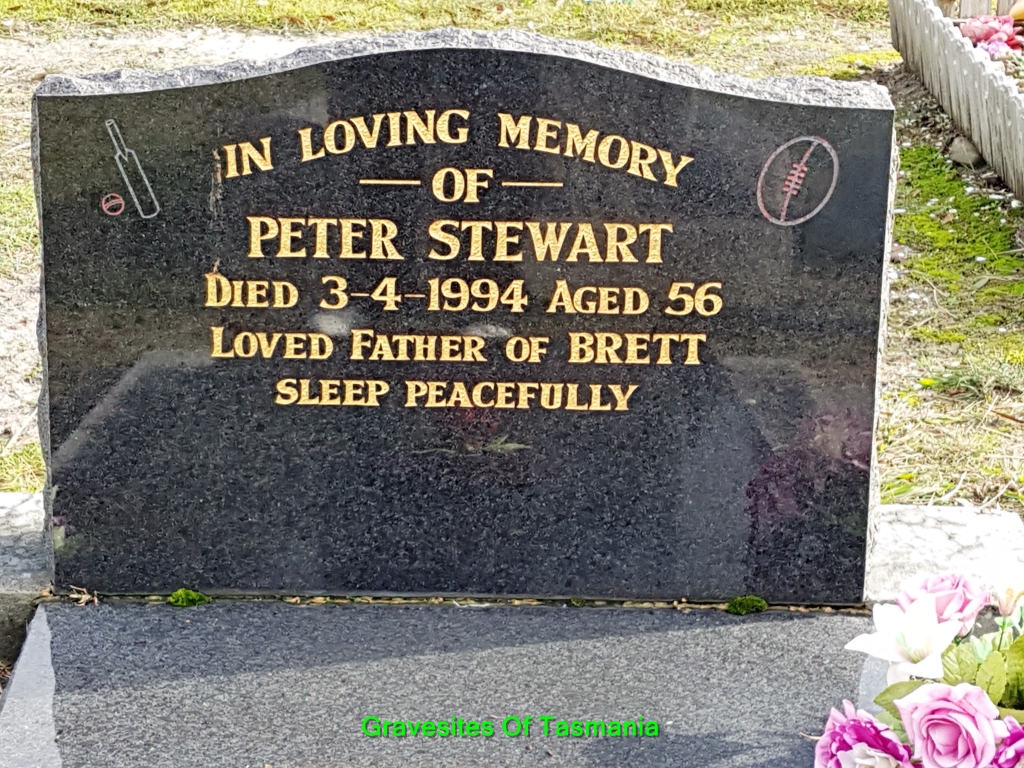 IN LOVING MEMORY
— OF —
PETER STEWART
DIED 3-4-1994 AGED 56
LOVED FATHER OF BRETT
SLEEP PEACEFULLY
Gravesites Of Tasmania